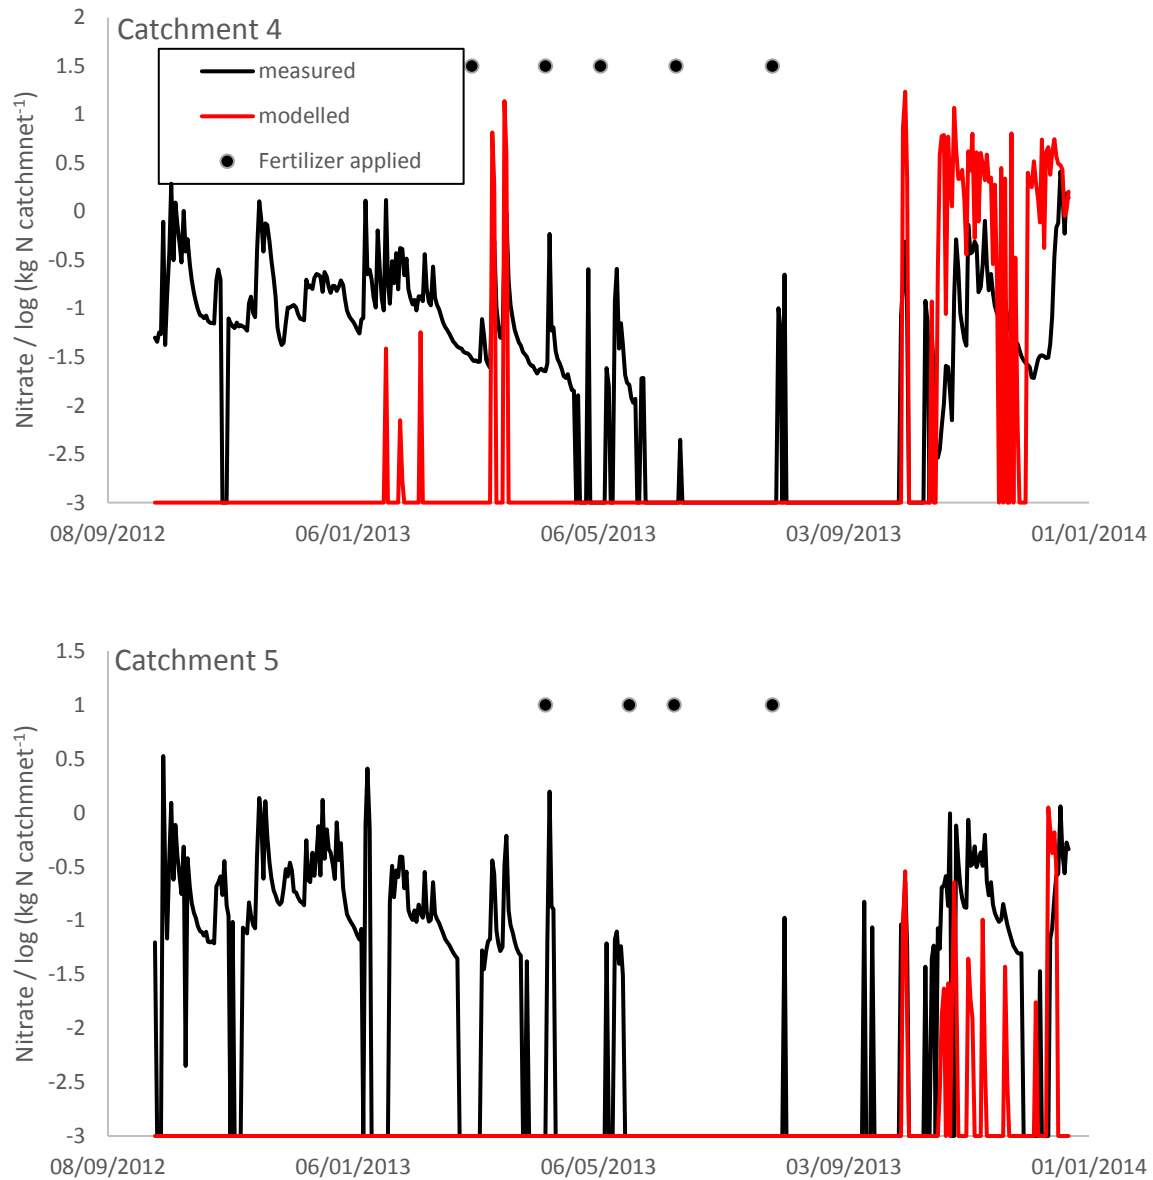 Catchment 4
measured
modelled
Fertilizer applied
Nitrate / log (kg N catchmnet-1)
2
1.5
1
0.5
0
-0.5
-1
-1.5
-2
-2.5
-3
08/09/2012 06/01/2013 06/05/2013 03/09/2013 01/01/2014
Catchment 5
Nitrate / log (kg N catchmnet-1)
1.5
1
0.5
0
-0.5
-1
-1.5
-2
-2.5
-3
08/09/2012 06/01/2013 06/05/2013 03/09/2013 01/01/2014